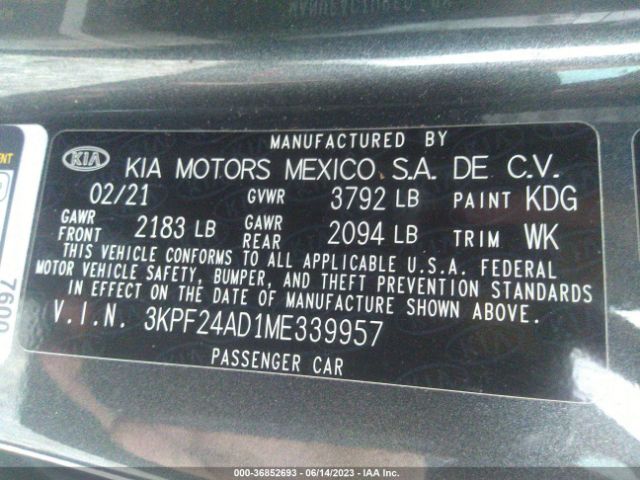 MANUFACTURED BY
KIA KIA MOTORS MEXICO S.A. DE C.V.
02/21 GVWR 3792 LB PAINT KDG
GAWR FRONT 2183 LB GAWR REAR 2094 LB TRIM WK
THIS VEHICLE CONFORMS TO ALL APPLICABLE U.S.A. FEDERAL
MOTOR VEHICLE SAFETY, BUMPER, AND THEFT PREVENTION STANDARDS
IN EFFECT ON THE DATE OF MANUFACTURE SHOWN ABOVE.
V.I.N. 3KPF24AD1ME339957
PASSENGER CAR
7600
000-36852693 - 06/14/2023 - IAA Inc.